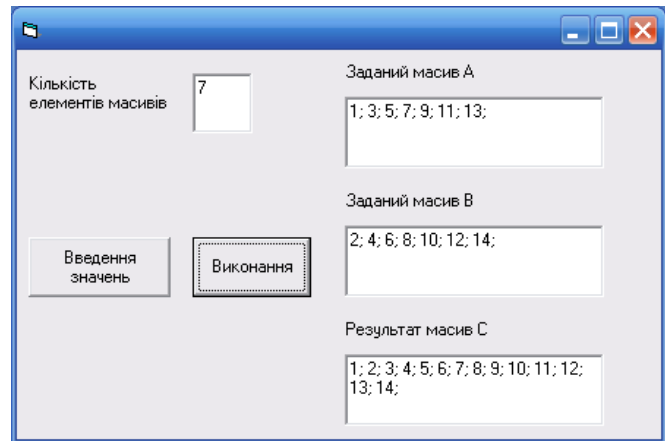 Кількість
елементів масивів
7
Введення
значень
Виконання
Заданий масив A
1; 3; 5; 7; 9; 11; 13;
Заданий масив B
2; 4; 6; 8; 10; 12; 14;
Результат масив C
1; 2; 3; 4; 5; 6; 7; 8; 9; 10; 11; 12;
13; 14;